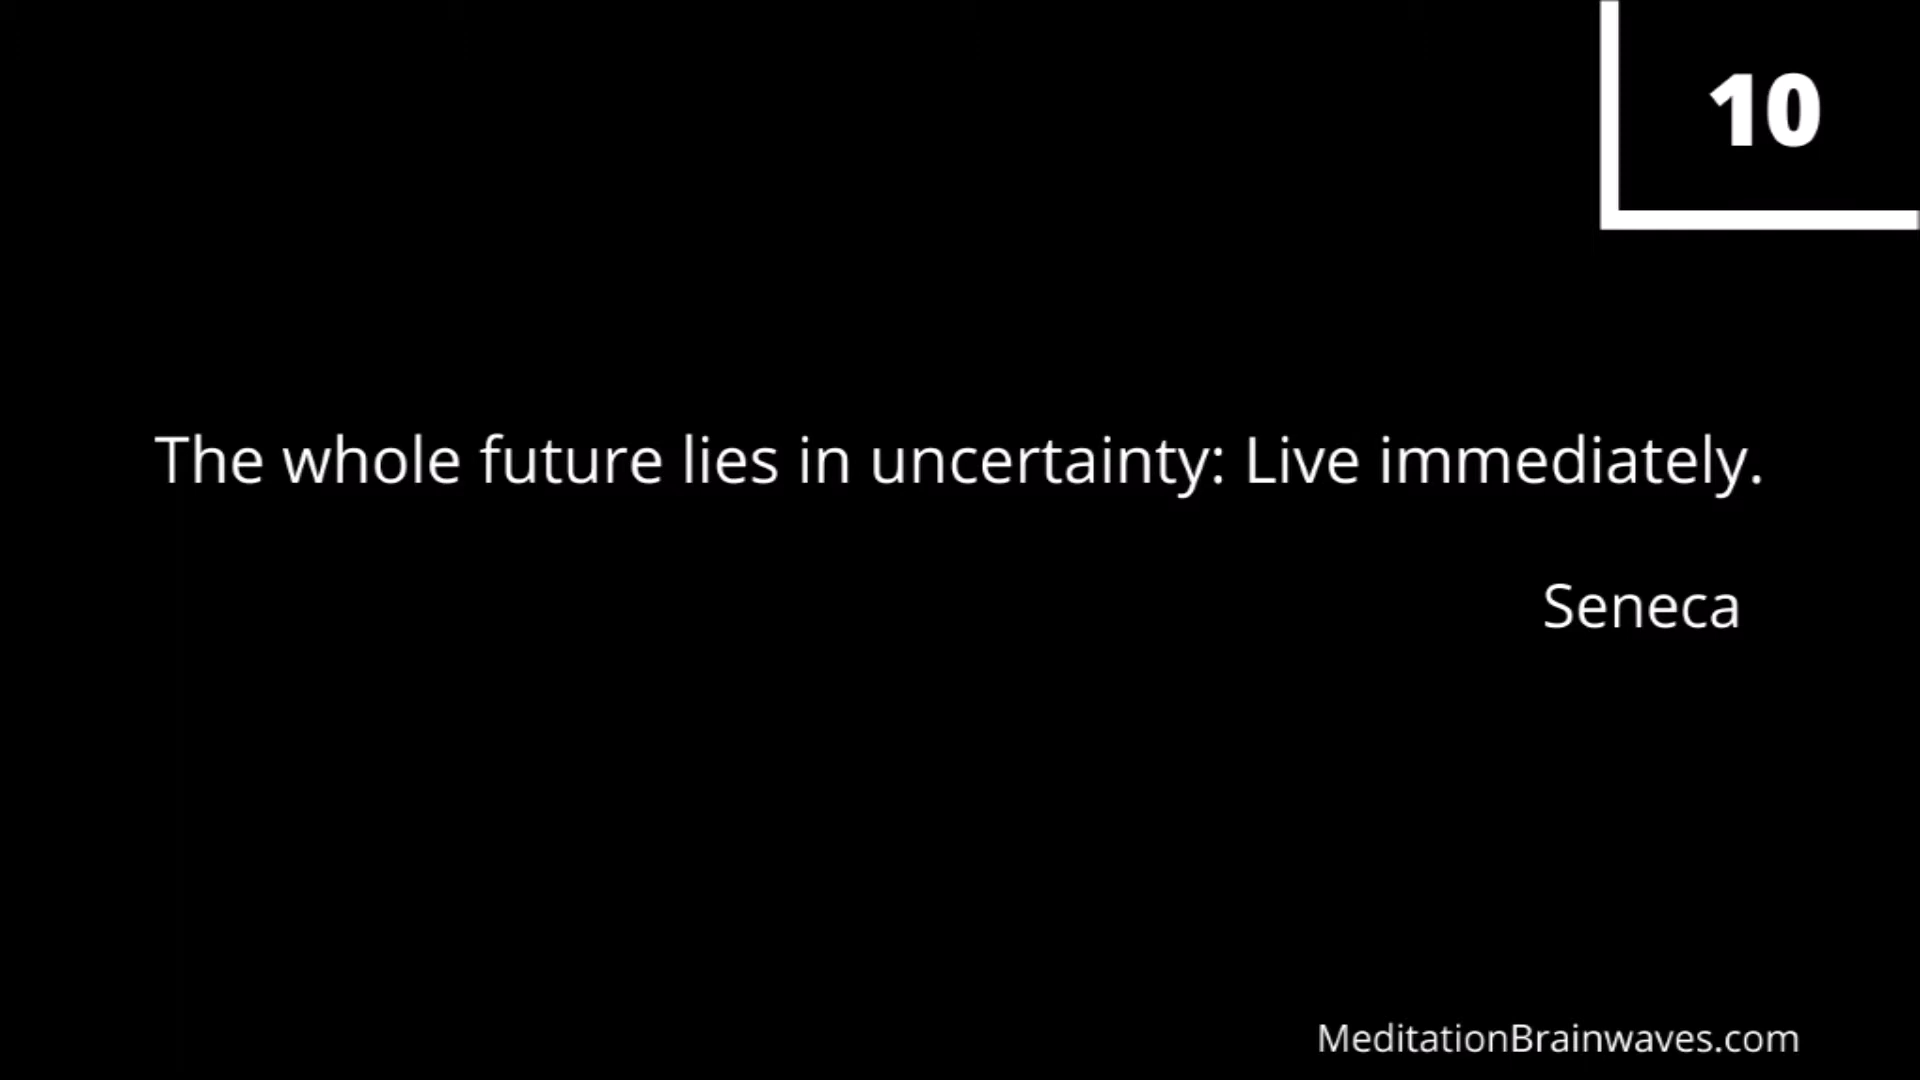 10
The whole future lies in uncertainty: Live immediately.
Seneca
MeditationBrainwaves.com